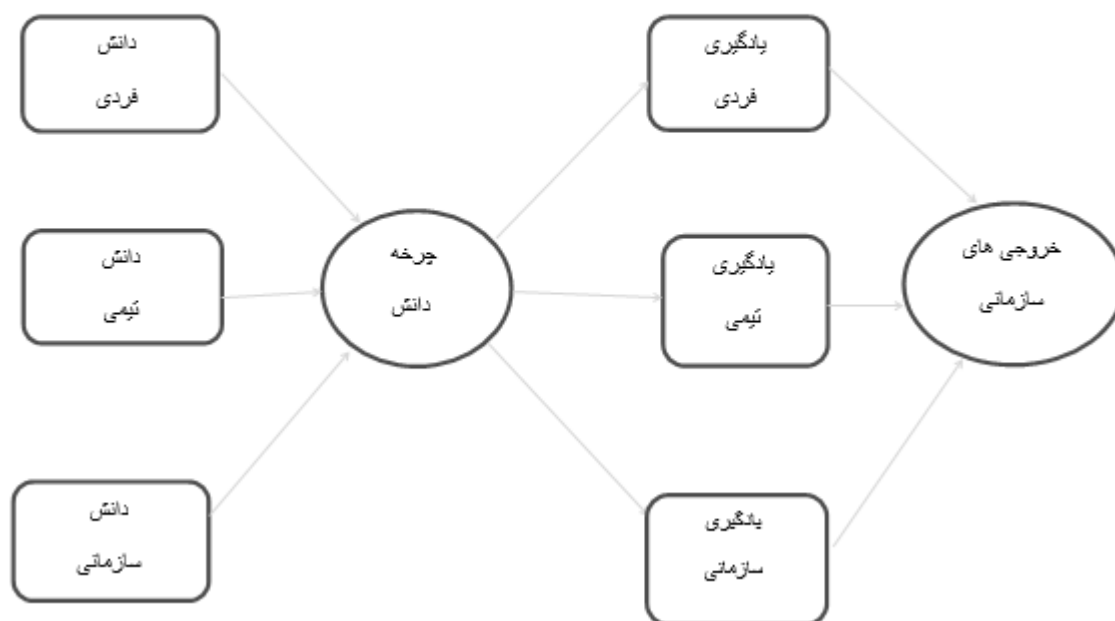 دانش
فردی
یادگیری
فردی
دانش
تیمی
چرخه
دانش
یادگیری
تیمی
خروجی های
سازمانی
دانش
سازمانی
یادگیری
سازمانی